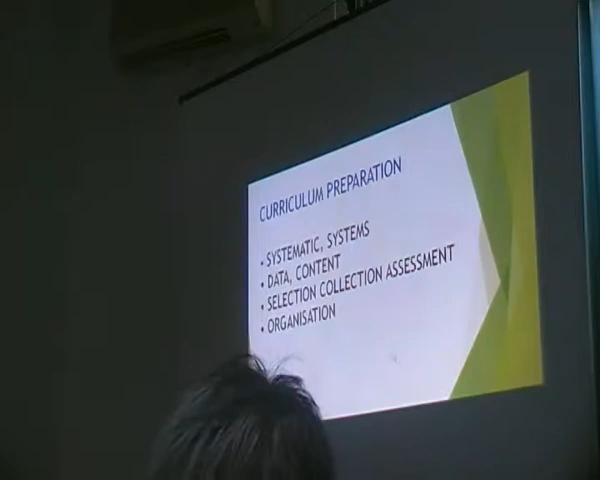 CURRICULUM PREPARATION
• SYSTEMATIC, SYSTEMS
• DATA, CONTENT
• SELECTION COLLECTION ASSESSMENT
• ORGANISATION